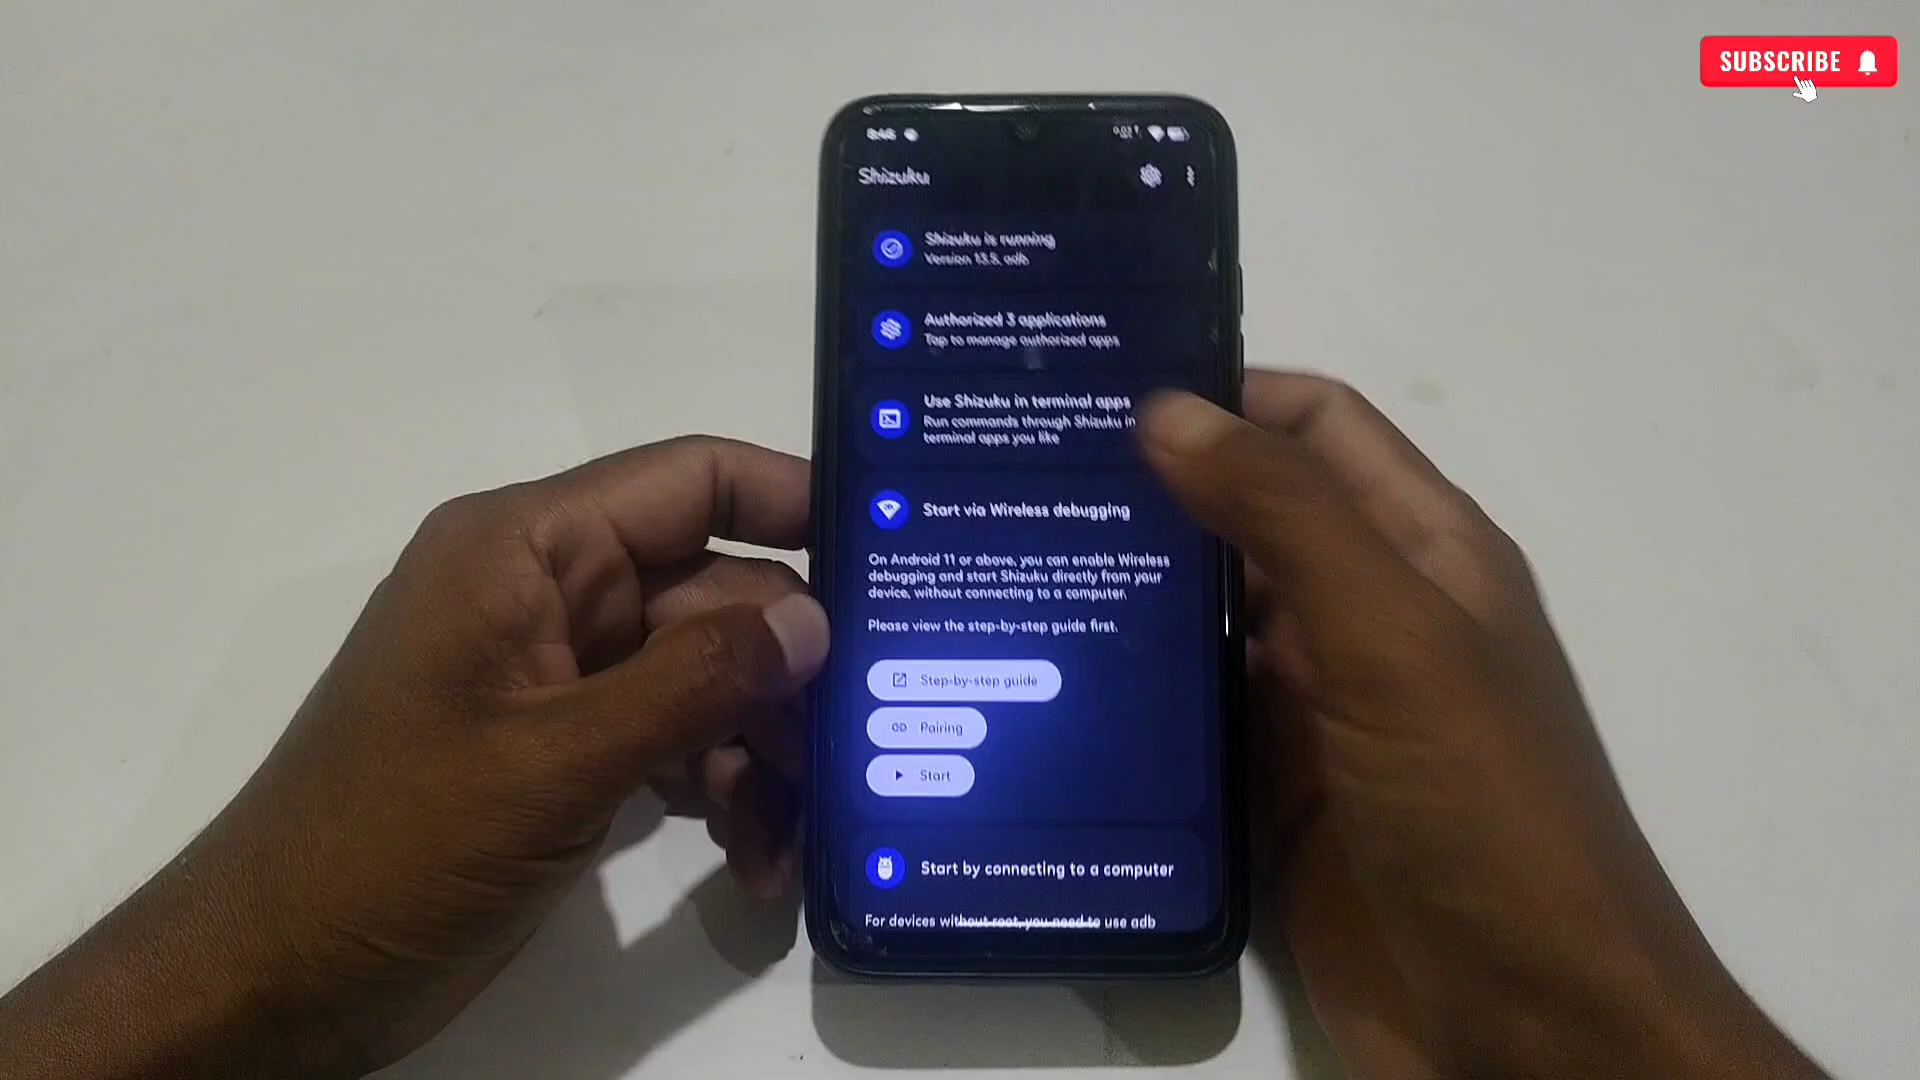 SUBSCRIBE
Shizuku
Shizuku is running
Version 13.5, adb
Authorized 3 applications
Tap to manage authorized apps
Use Shizuku in terminal apps
Run commands through Shizuku in
terminal apps you like
Start via Wireless debugging
On Android 11 or above, you can enable Wireless
debugging and start Shizuku directly from your
device, without connecting to a computer.
Please view the step-by-step guide first.
Step-by-step guide
Pairing
Start
Start by connecting to a computer
For devices without root, you need to use adb